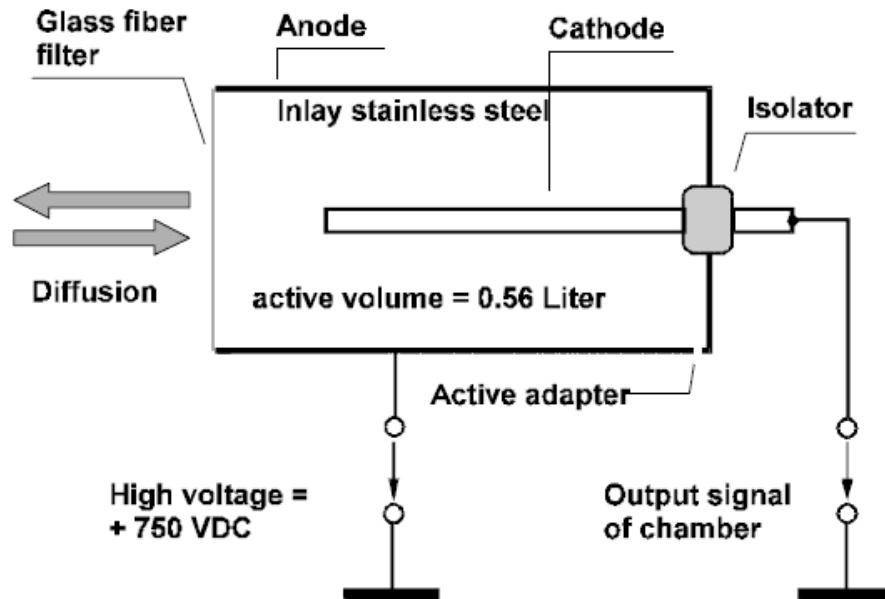 Glass fiber
filter
Anode
Cathode
Inlay stainless steel
Isolator
Diffusion
active volume = 0.56 Liter
Active adapter
High voltage =
+ 750 VDC
Output signal
of chamber